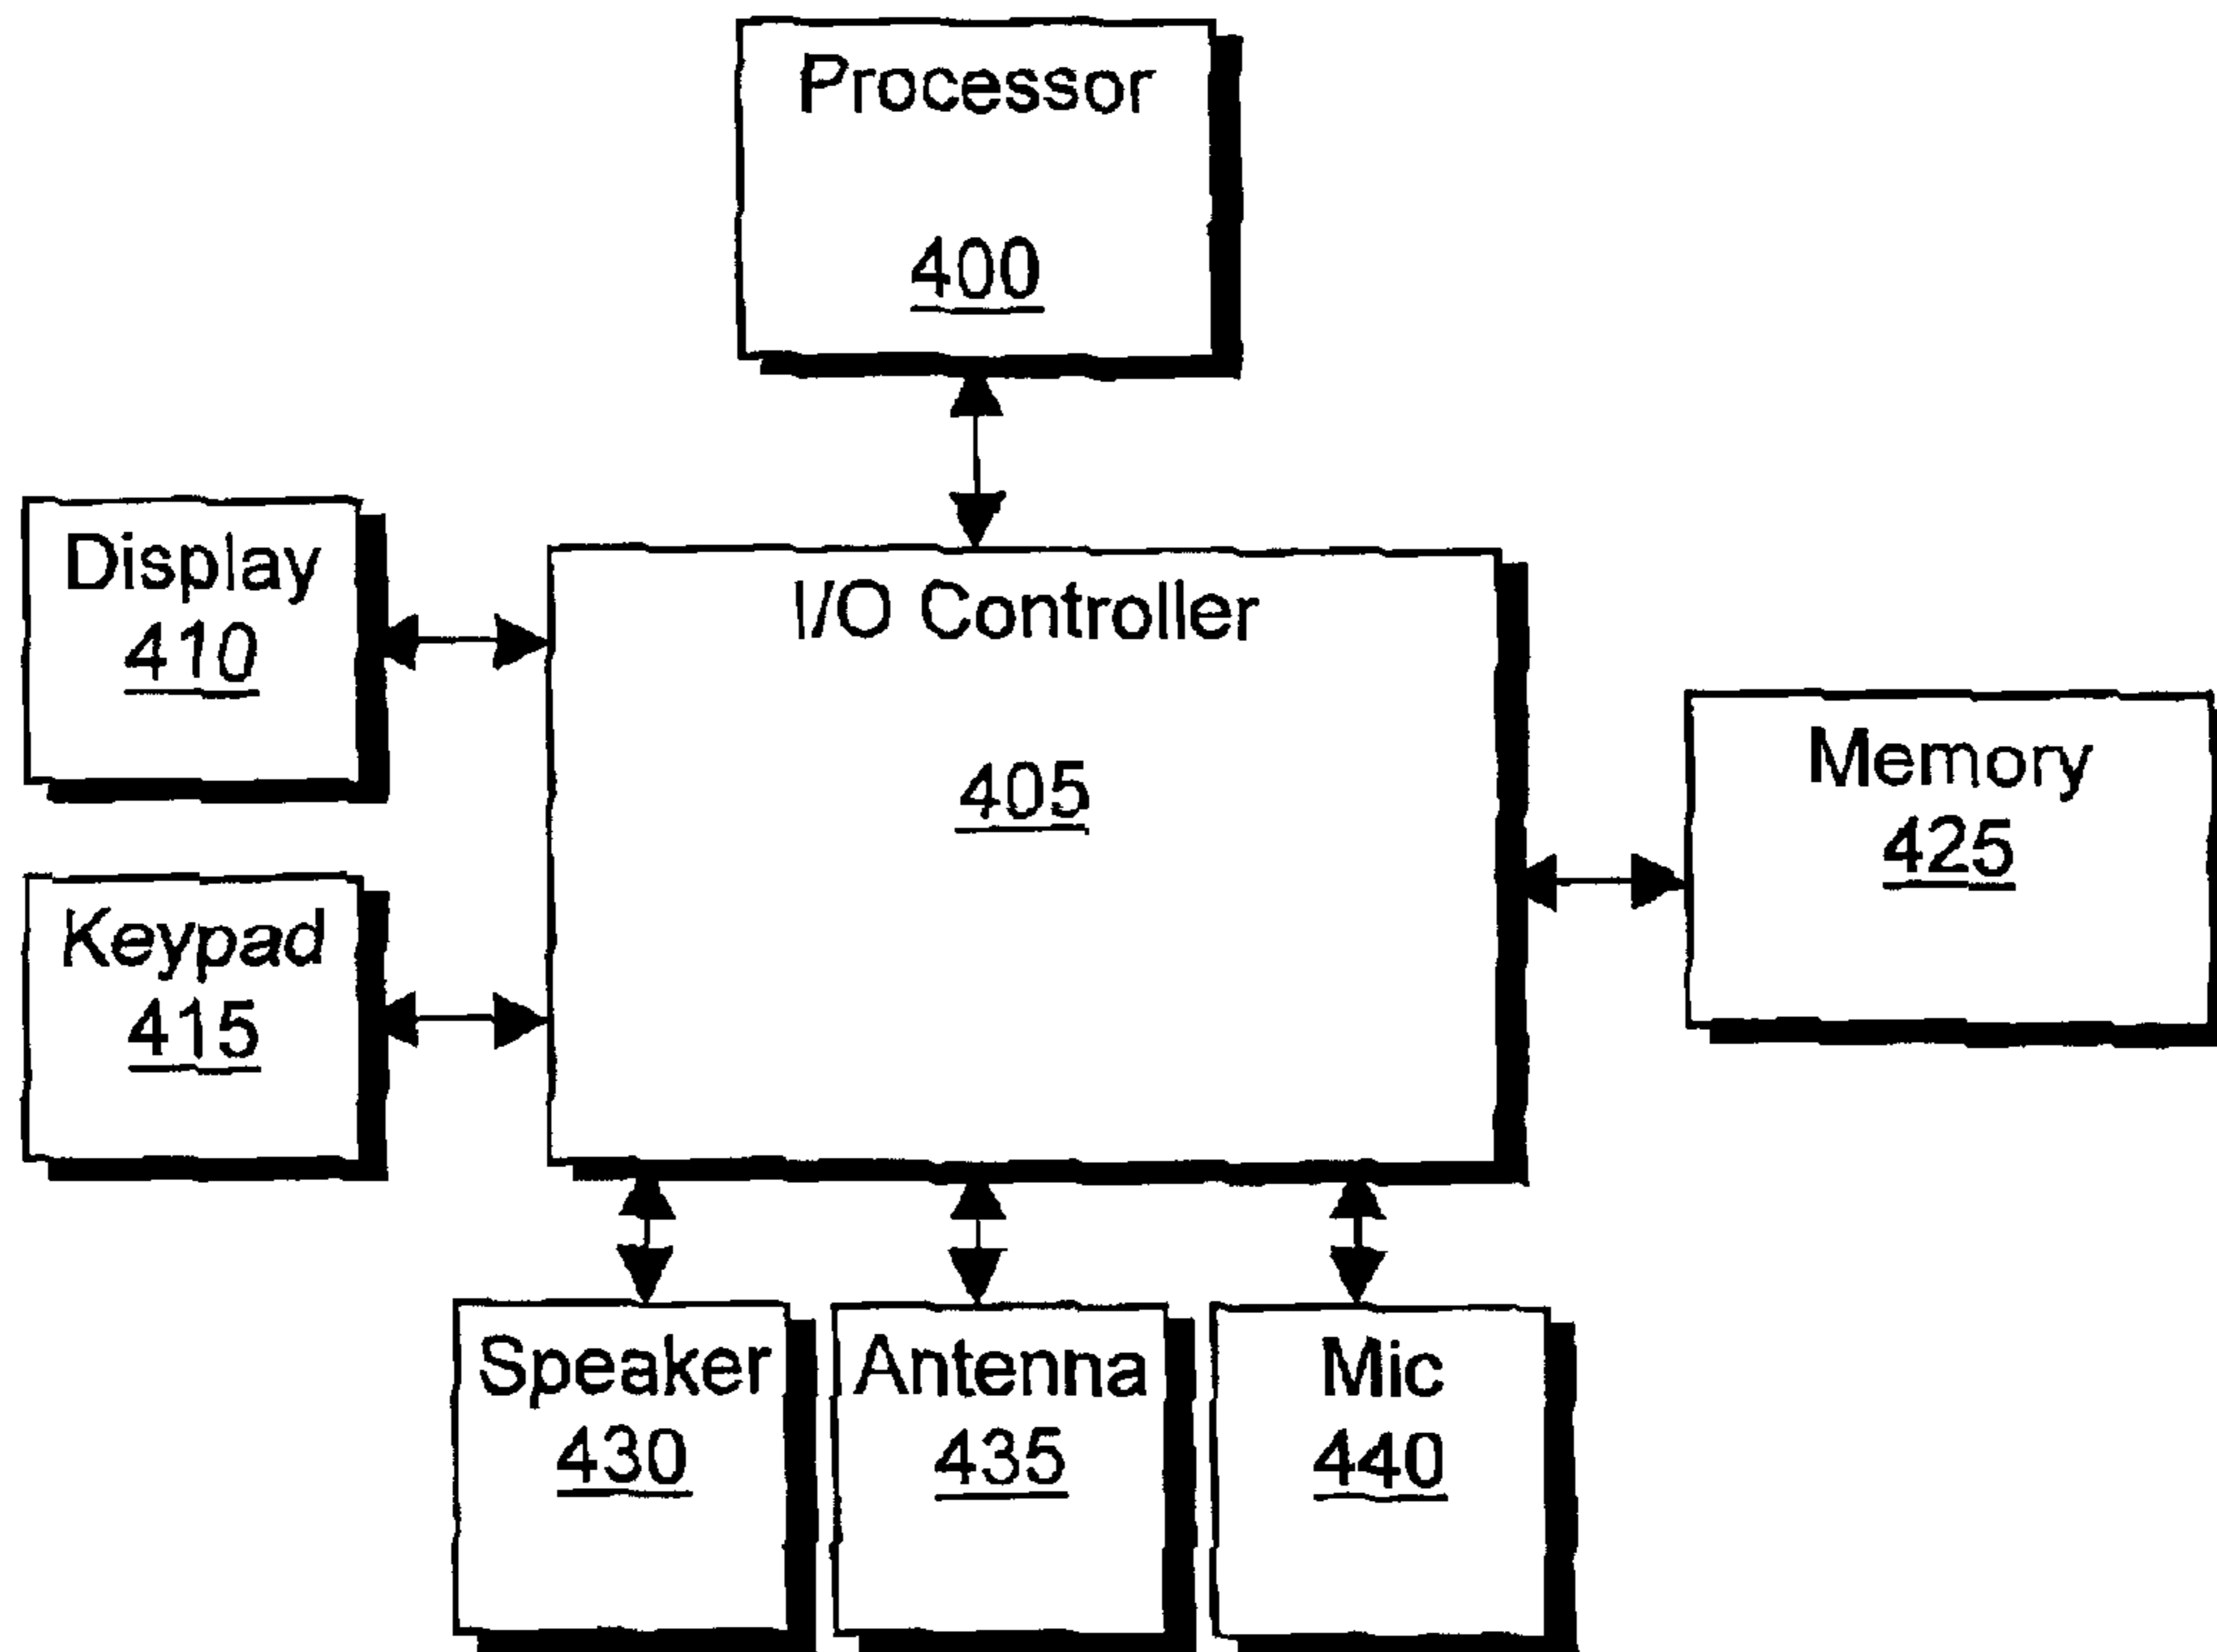 Processor
400
Display
410
I/O Controller
405
Memory
425
Keypad
415
Speaker
430
Antenna
435
Mic
440